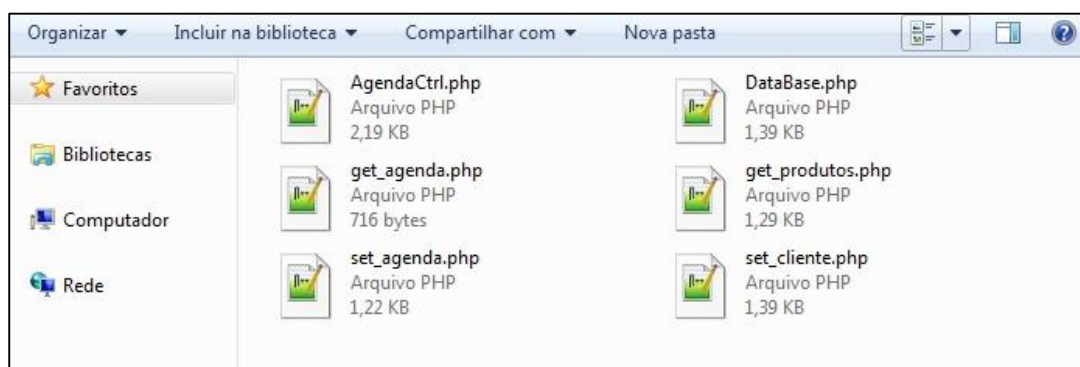 Organizar Incluir na biblioteca Compartilhar com Nova pasta
Favoritos
Bibliotecas
Computador
Rede
AgendaCtrl.php
Arquivo PHP
2,19 KB
DataBase.php
Arquivo PHP
1,39 KB
get_agenda.php
Arquivo PHP
716 bytes
get_produtos.php
Arquivo PHP
1,29 KB
set_agenda.php
Arquivo PHP
1,22 KB
set_cliente.php
Arquivo PHP
1,39 KB